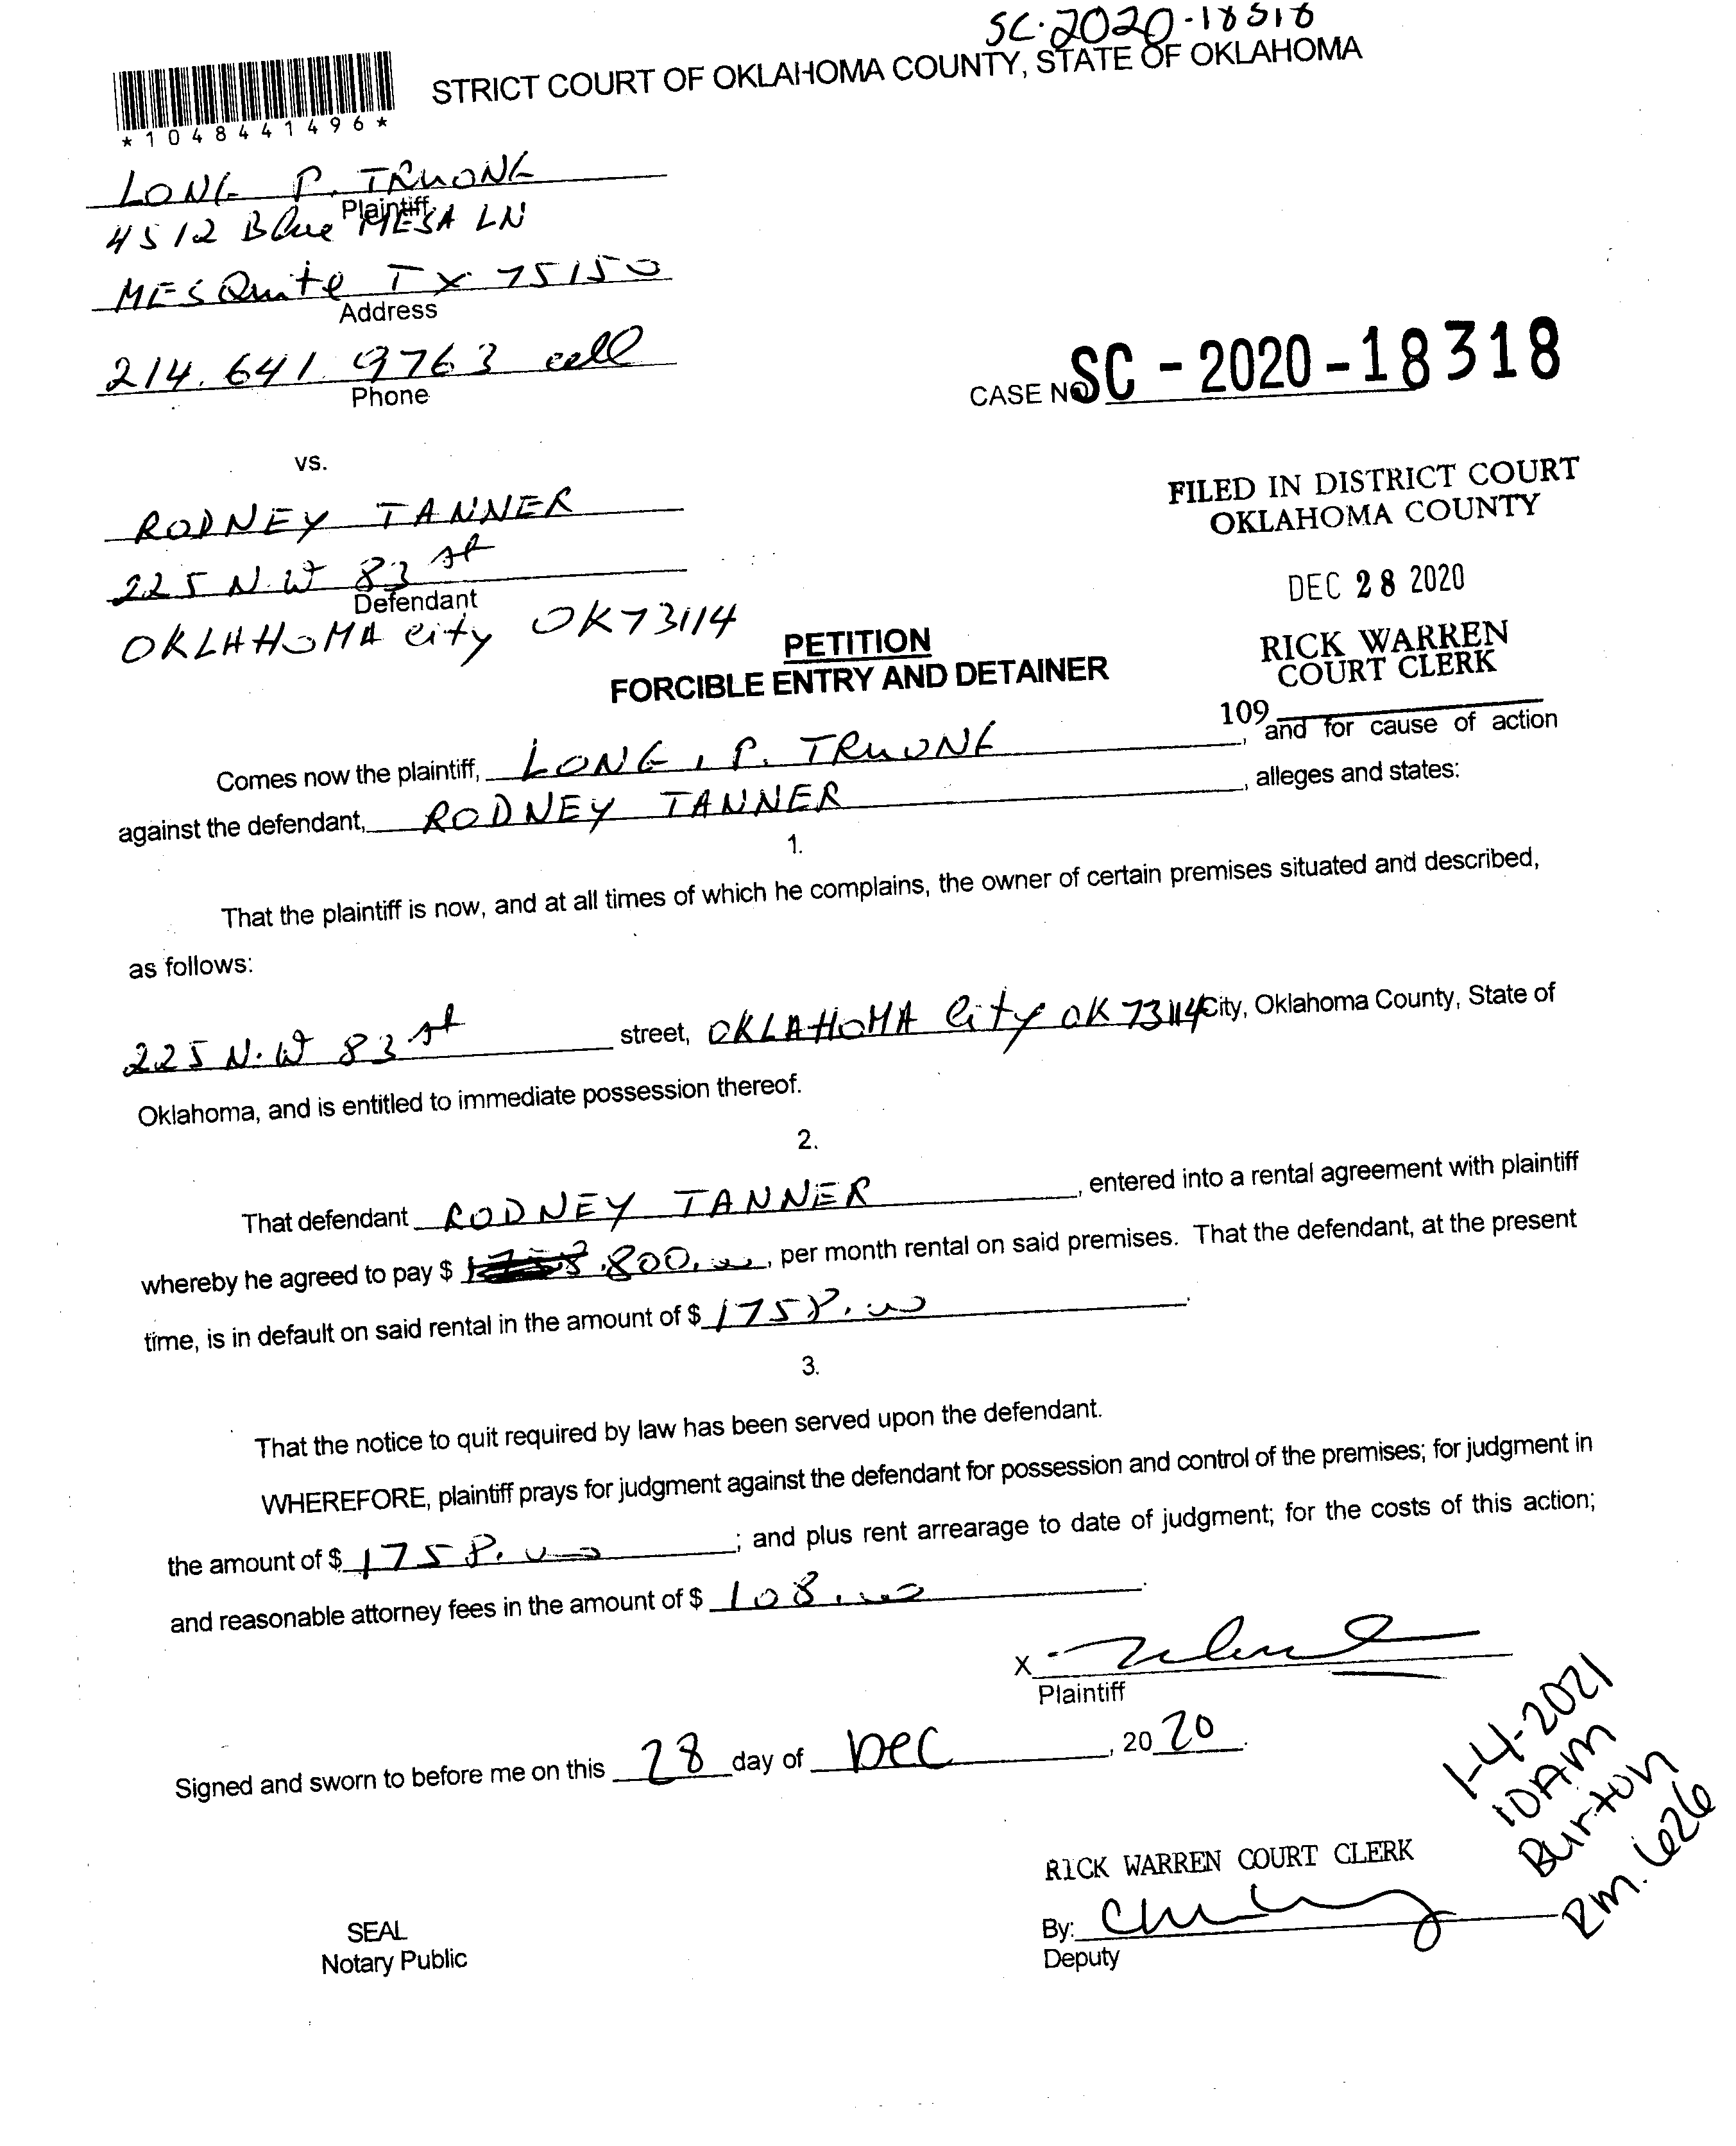 SC-2020-18318
STRICT COURT OF OKLAHOMA COUNTY, STATE OF OKLAHOMA
*1048441496*
LONG P. TRUONG
Plaintiff
4512 Blue MESA LN
MESQuite TX 75150
Address
214.641.9763 cell
Phone
CASE NO SC-2020-18318
vs.
FILED IN DISTRICT COURT
OKLAHOMA COUNTY
RODNEY TANNER
225 N.W 83 st
Defendant
DEC 28 2020
OKLAHOMA City OK 73114
RICK WARREN
COURT CLERK
PETITION
FORCIBLE ENTRY AND DETAINER
109
Comes now the plaintiff, LONG, P. TRUONG, and for cause of action
against the defendant, RODNEY TANNER, alleges and states:
1.
That the plaintiff is now, and at all times of which he complains, the owner of certain premises situated and described,
as follows:
225 N.W 83 st street, OKLAHOMA City OK 73114 City, Oklahoma County, State of
Oklahoma, and is entitled to immediate possession thereof.
2.
That defendant RODNEY TANNER, entered into a rental agreement with plaintiff
whereby he agreed to pay $ 800.00, per month rental on said premises. That the defendant, at the present
time, is in default on said rental in the amount of $ 1758.00.
3.
That the notice to quit required by law has been served upon the defendant.
WHEREFORE, plaintiff prays for judgment against the defendant for possession and control of the premises; for judgment in
the amount of $ 1758.00; and plus rent arrearage to date of judgment; for the costs of this action;
and reasonable attorney fees in the amount of $ 108.00.
X
Plaintiff
Signed and sworn to before me on this 28 day of Dec, 2020.
1-4-2021
10AM
Burton
Rm. 626
RICK WARREN COURT CLERK
By:
Deputy
SEAL
Notary Public